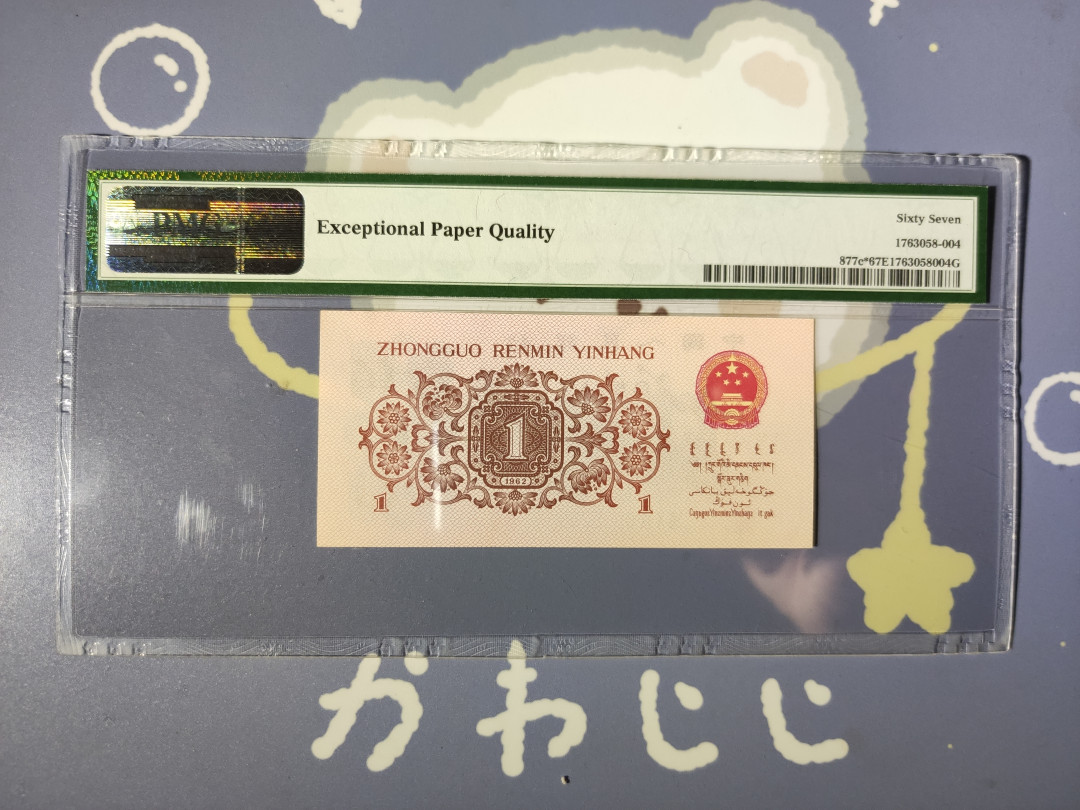 PMG
Exceptional Paper Quality
Sixty Seven
1763058-004
877c*67E1763058004G
ZHONGGUO RENMIN YINHANG
1
(1962)
1
1
かわじじ